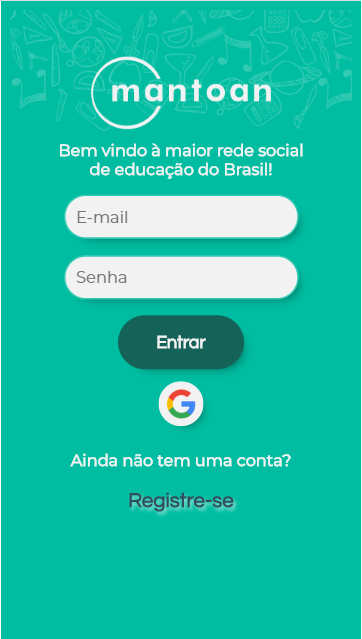 mantoan
Bem vindo à maior rede social
de educação do Brasil!
E-mail
Senha
Entrar
G
Ainda não tem uma conta?
Registre-se